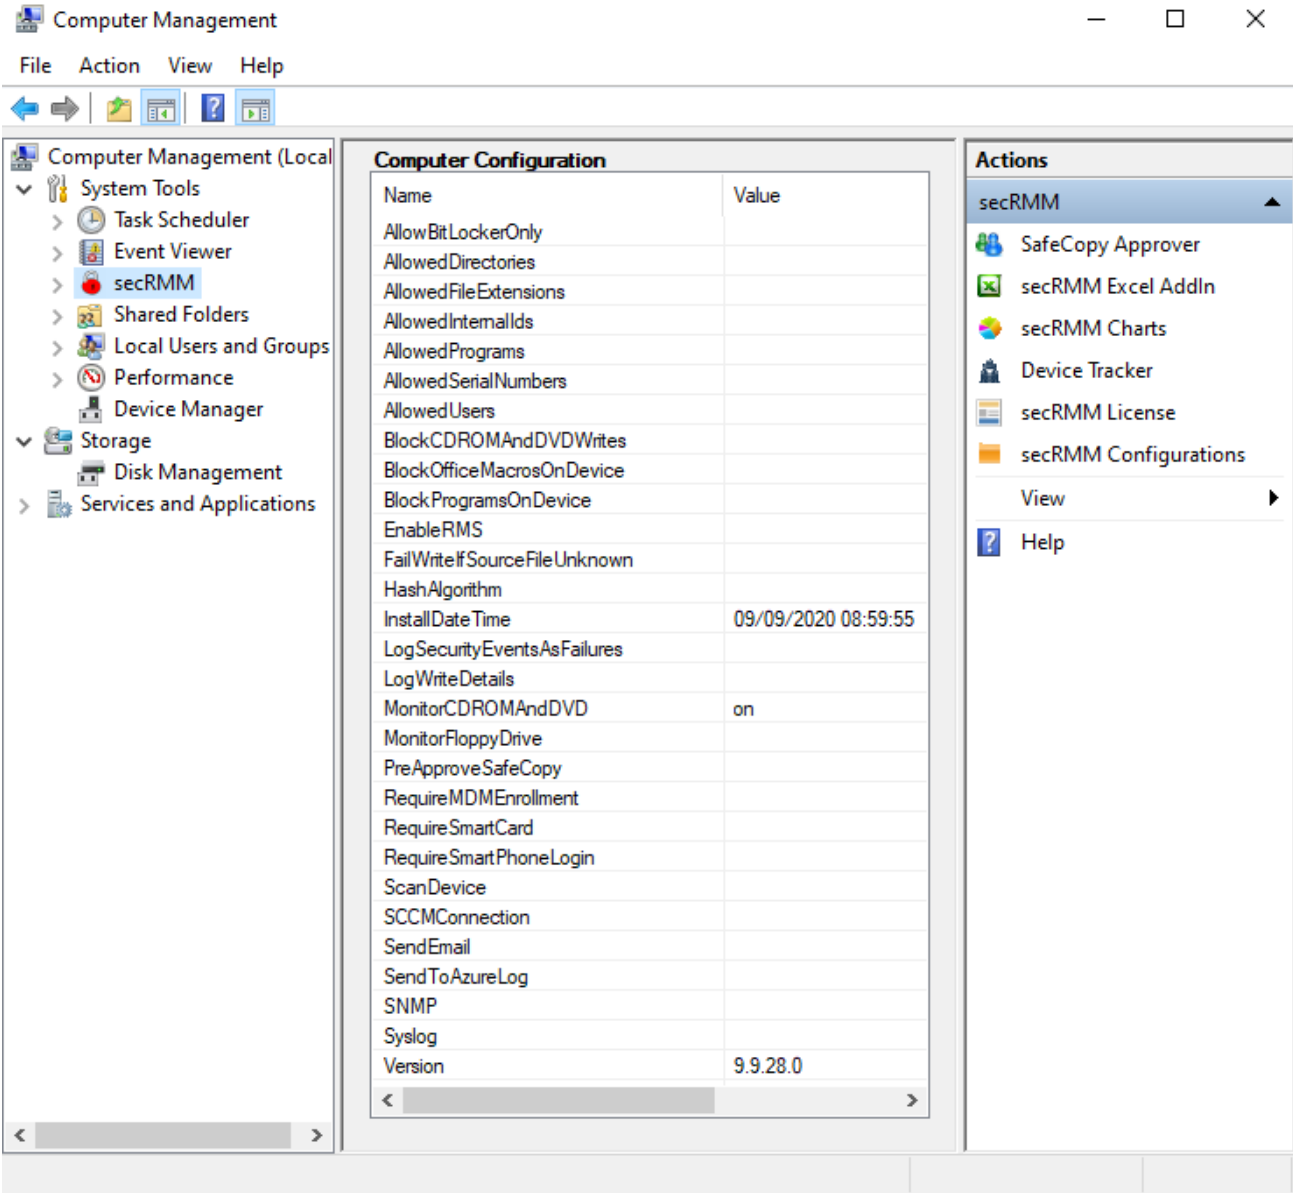 Computer Management
File Action View Help
Computer Management (Local
System Tools
Task Scheduler
Event Viewer
secRMM
Shared Folders
Local Users and Groups
Performance
Device Manager
Storage
Disk Management
Services and Applications
Computer Configuration
Name Value
AllowBitLockerOnly
AllowedDirectories
AllowedFileExtensions
AllowedInternalIds
AllowedPrograms
AllowedSerialNumbers
AllowedUsers
BlockCDROMAndDVDWrites
BlockOfficeMacrosOnDevice
BlockProgramsOnDevice
EnableRMS
FailWriteIfSourceFileUnknown
HashAlgorithm
InstallDateTime 09/09/2020 08:59:55
LogSecurityEventsAsFailures
LogWriteDetails
MonitorCDROMAndDVD on
MonitorFloppyDrive
PreApproveSafeCopy
RequireMDMEnrollment
RequireSmartCard
RequireSmartPhoneLogin
ScanDevice
SCCMConnection
SendEmail
SendToAzureLog
SNMP
Syslog
Version 9.9.28.0
Actions
secRMM
SafeCopy Approver
secRMM Excel AddIn
secRMM Charts
Device Tracker
secRMM License
secRMM Configurations
View
Help